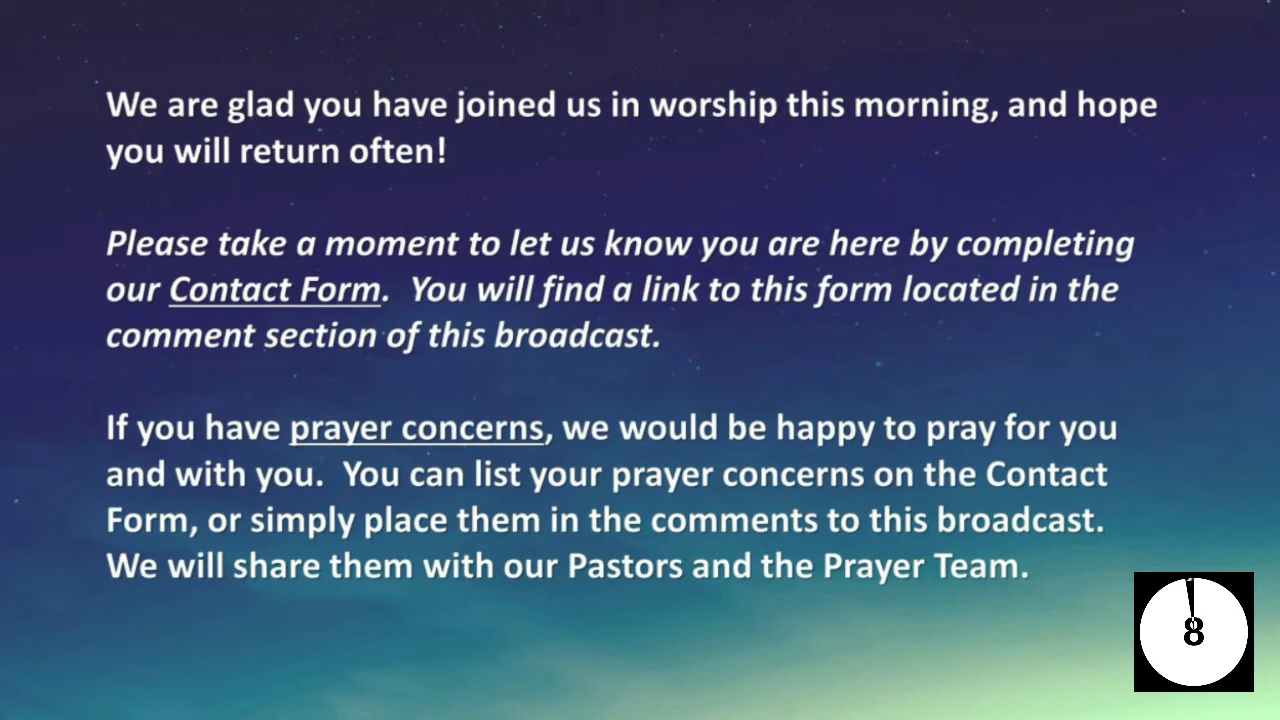 We are glad you have joined us in worship this morning, and hope
you will return often!
Please take a moment to let us know you are here by completing
our Contact Form.  You will find a link to this form located in the
comment section of this broadcast.
If you have prayer concerns, we would be happy to pray for you
and with you.  You can list your prayer concerns on the Contact
Form, or simply place them in the comments to this broadcast.
We will share them with our Pastors and the Prayer Team.
8